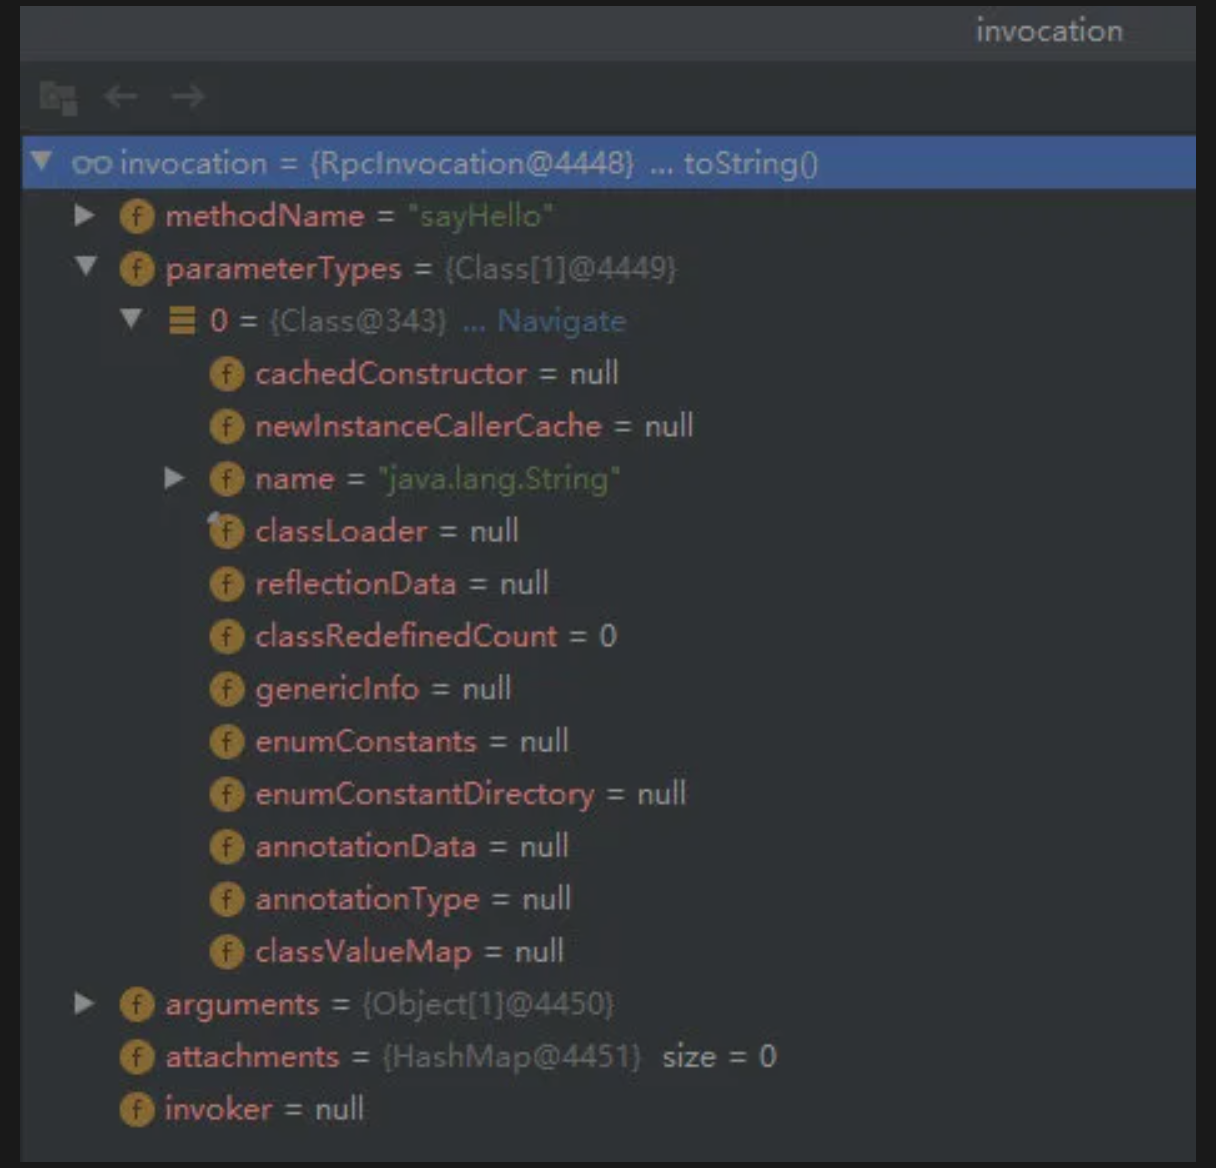 invocation
invocation = {RpcInvocation@4448} ... toString()
f methodName = "sayHello"
f parameterTypes = {Class[1]@4449}
0 = {Class@343} ... Navigate
f cachedConstructor = null
f newInstanceCallerCache = null
f name = "java.lang.String"
f classLoader = null
f reflectionData = null
f classRedefinedCount = 0
f genericInfo = null
f enumConstants = null
f enumConstantDirectory = null
f annotationData = null
f annotationType = null
f classValueMap = null
f arguments = {Object[1]@4450}
f attachments = {HashMap@4451} size = 0
f invoker = null